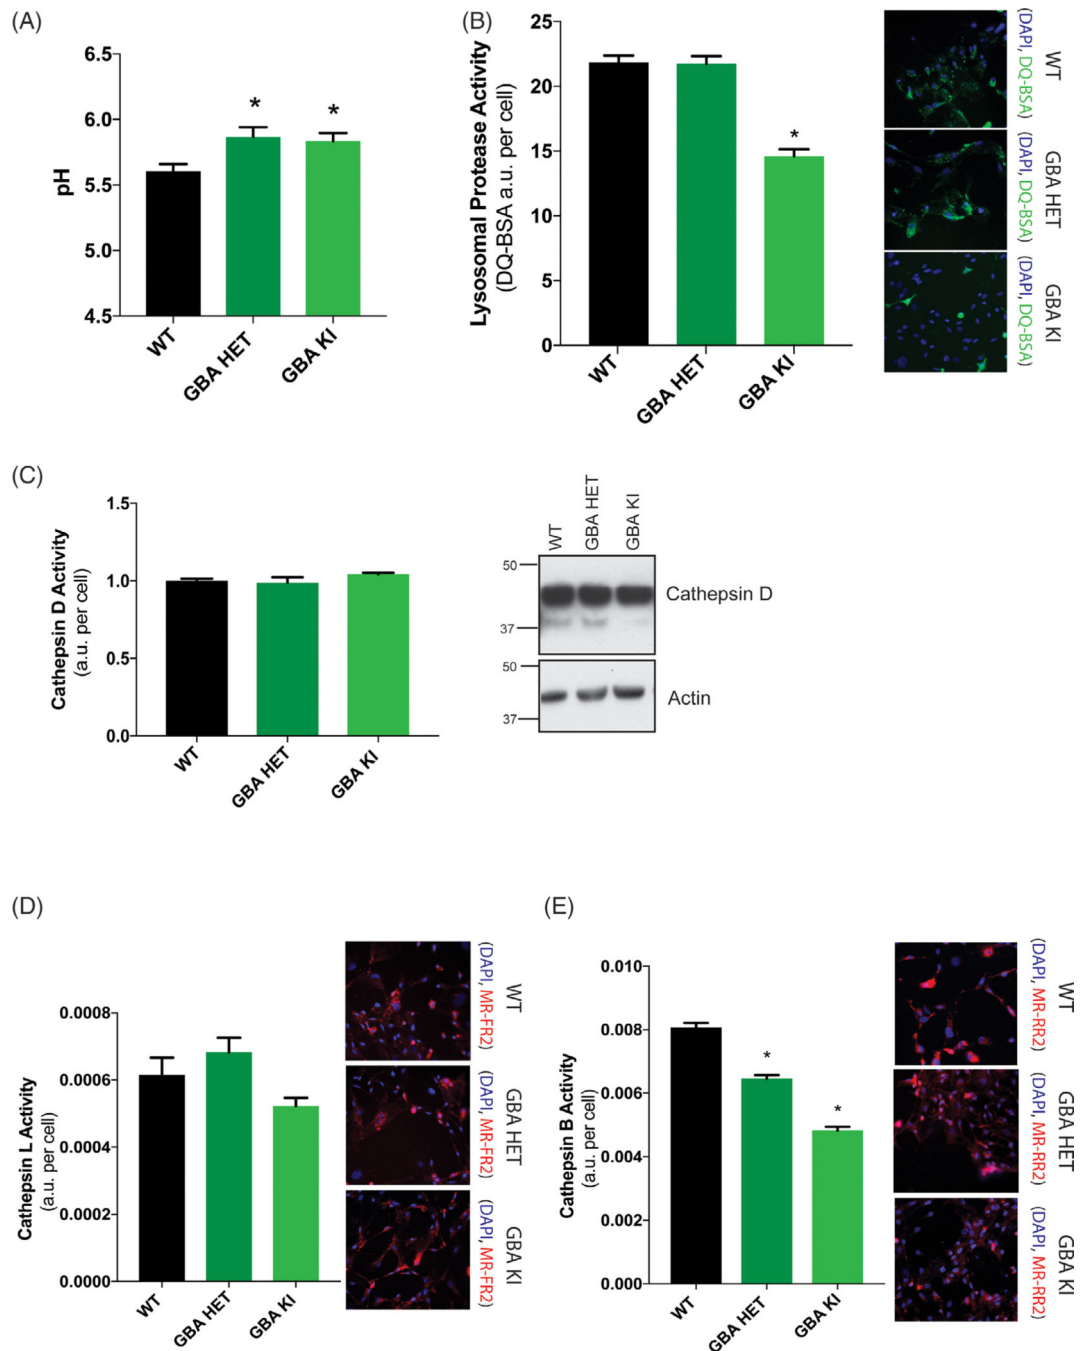 (A)
pH
6.5
6.0
5.5
5.0
4.5
*
*
WT
GBA HET
GBA KI
(B)
Lysosomal Protease Activity
(DQ-BSA a.u. per cell)
25
20
15
10
5
0
*
WT
GBA HET
GBA KI
WT
(DAPI, DQ-BSA)
GBA HET
(DAPI, DQ-BSA)
GBA KI
(DAPI, DQ-BSA)
(C)
Cathepsin D Activity
(a.u. per cell)
1.5
1.0
0.5
0.0
WT
GBA HET
GBA KI
WT
GBA HET
GBA KI
50
37
Cathepsin D
50
37
Actin
(D)
Cathepsin L Activity
(a.u. per cell)
0.0008
0.0006
0.0004
0.0002
0.0000
WT
GBA HET
GBA KI
WT
(DAPI, MR-FR2)
GBA HET
(DAPI, MR-FR2)
GBA KI
(DAPI, MR-FR2)
(E)
Cathepsin B Activity
(a.u. per cell)
0.010
0.008
0.006
0.004
0.002
0.000
*
*
WT
GBA HET
GBA KI
WT
(DAPI, MR-RR2)
GBA HET
(DAPI, MR-RR2)
GBA KI
(DAPI, MR-RR2)